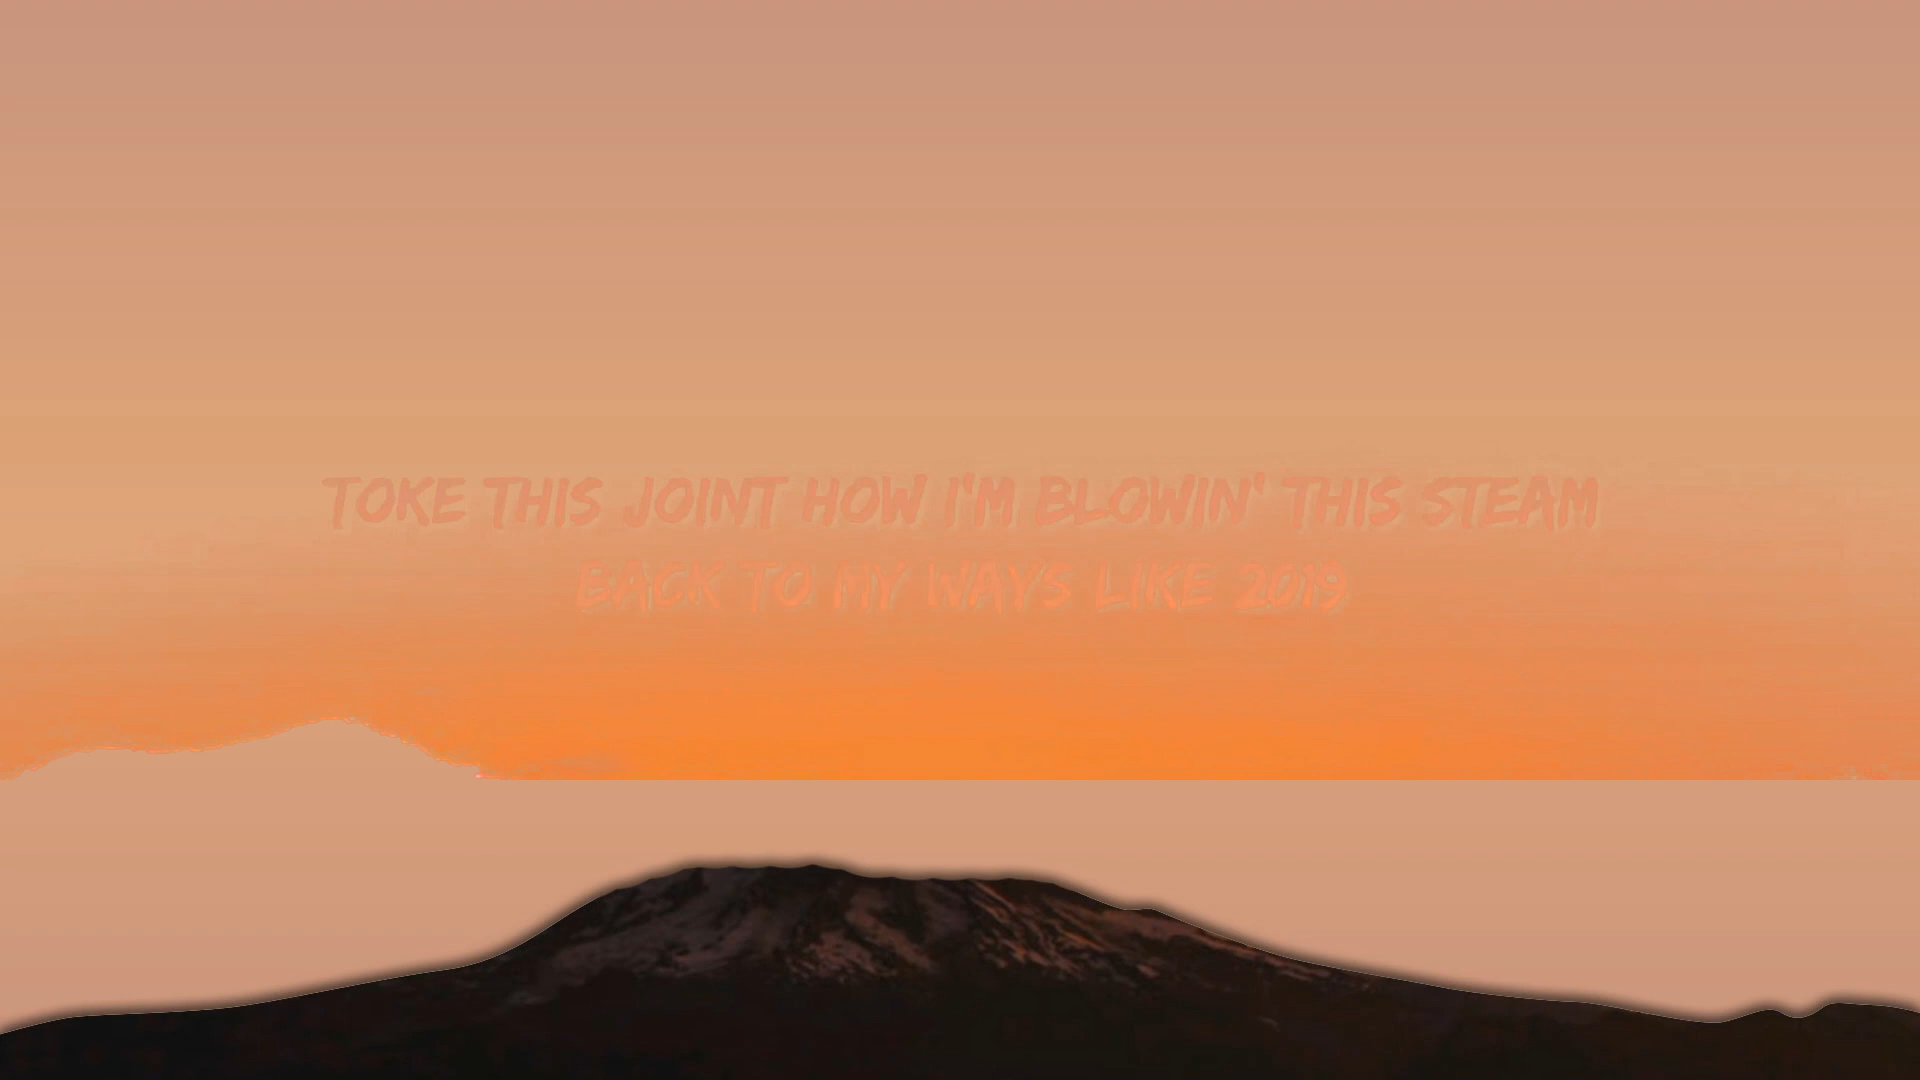 TOKE THIS JOINT HOW I'M BLOWIN' THIS STEAM
BACK TO MY WAYS LIKE 2019